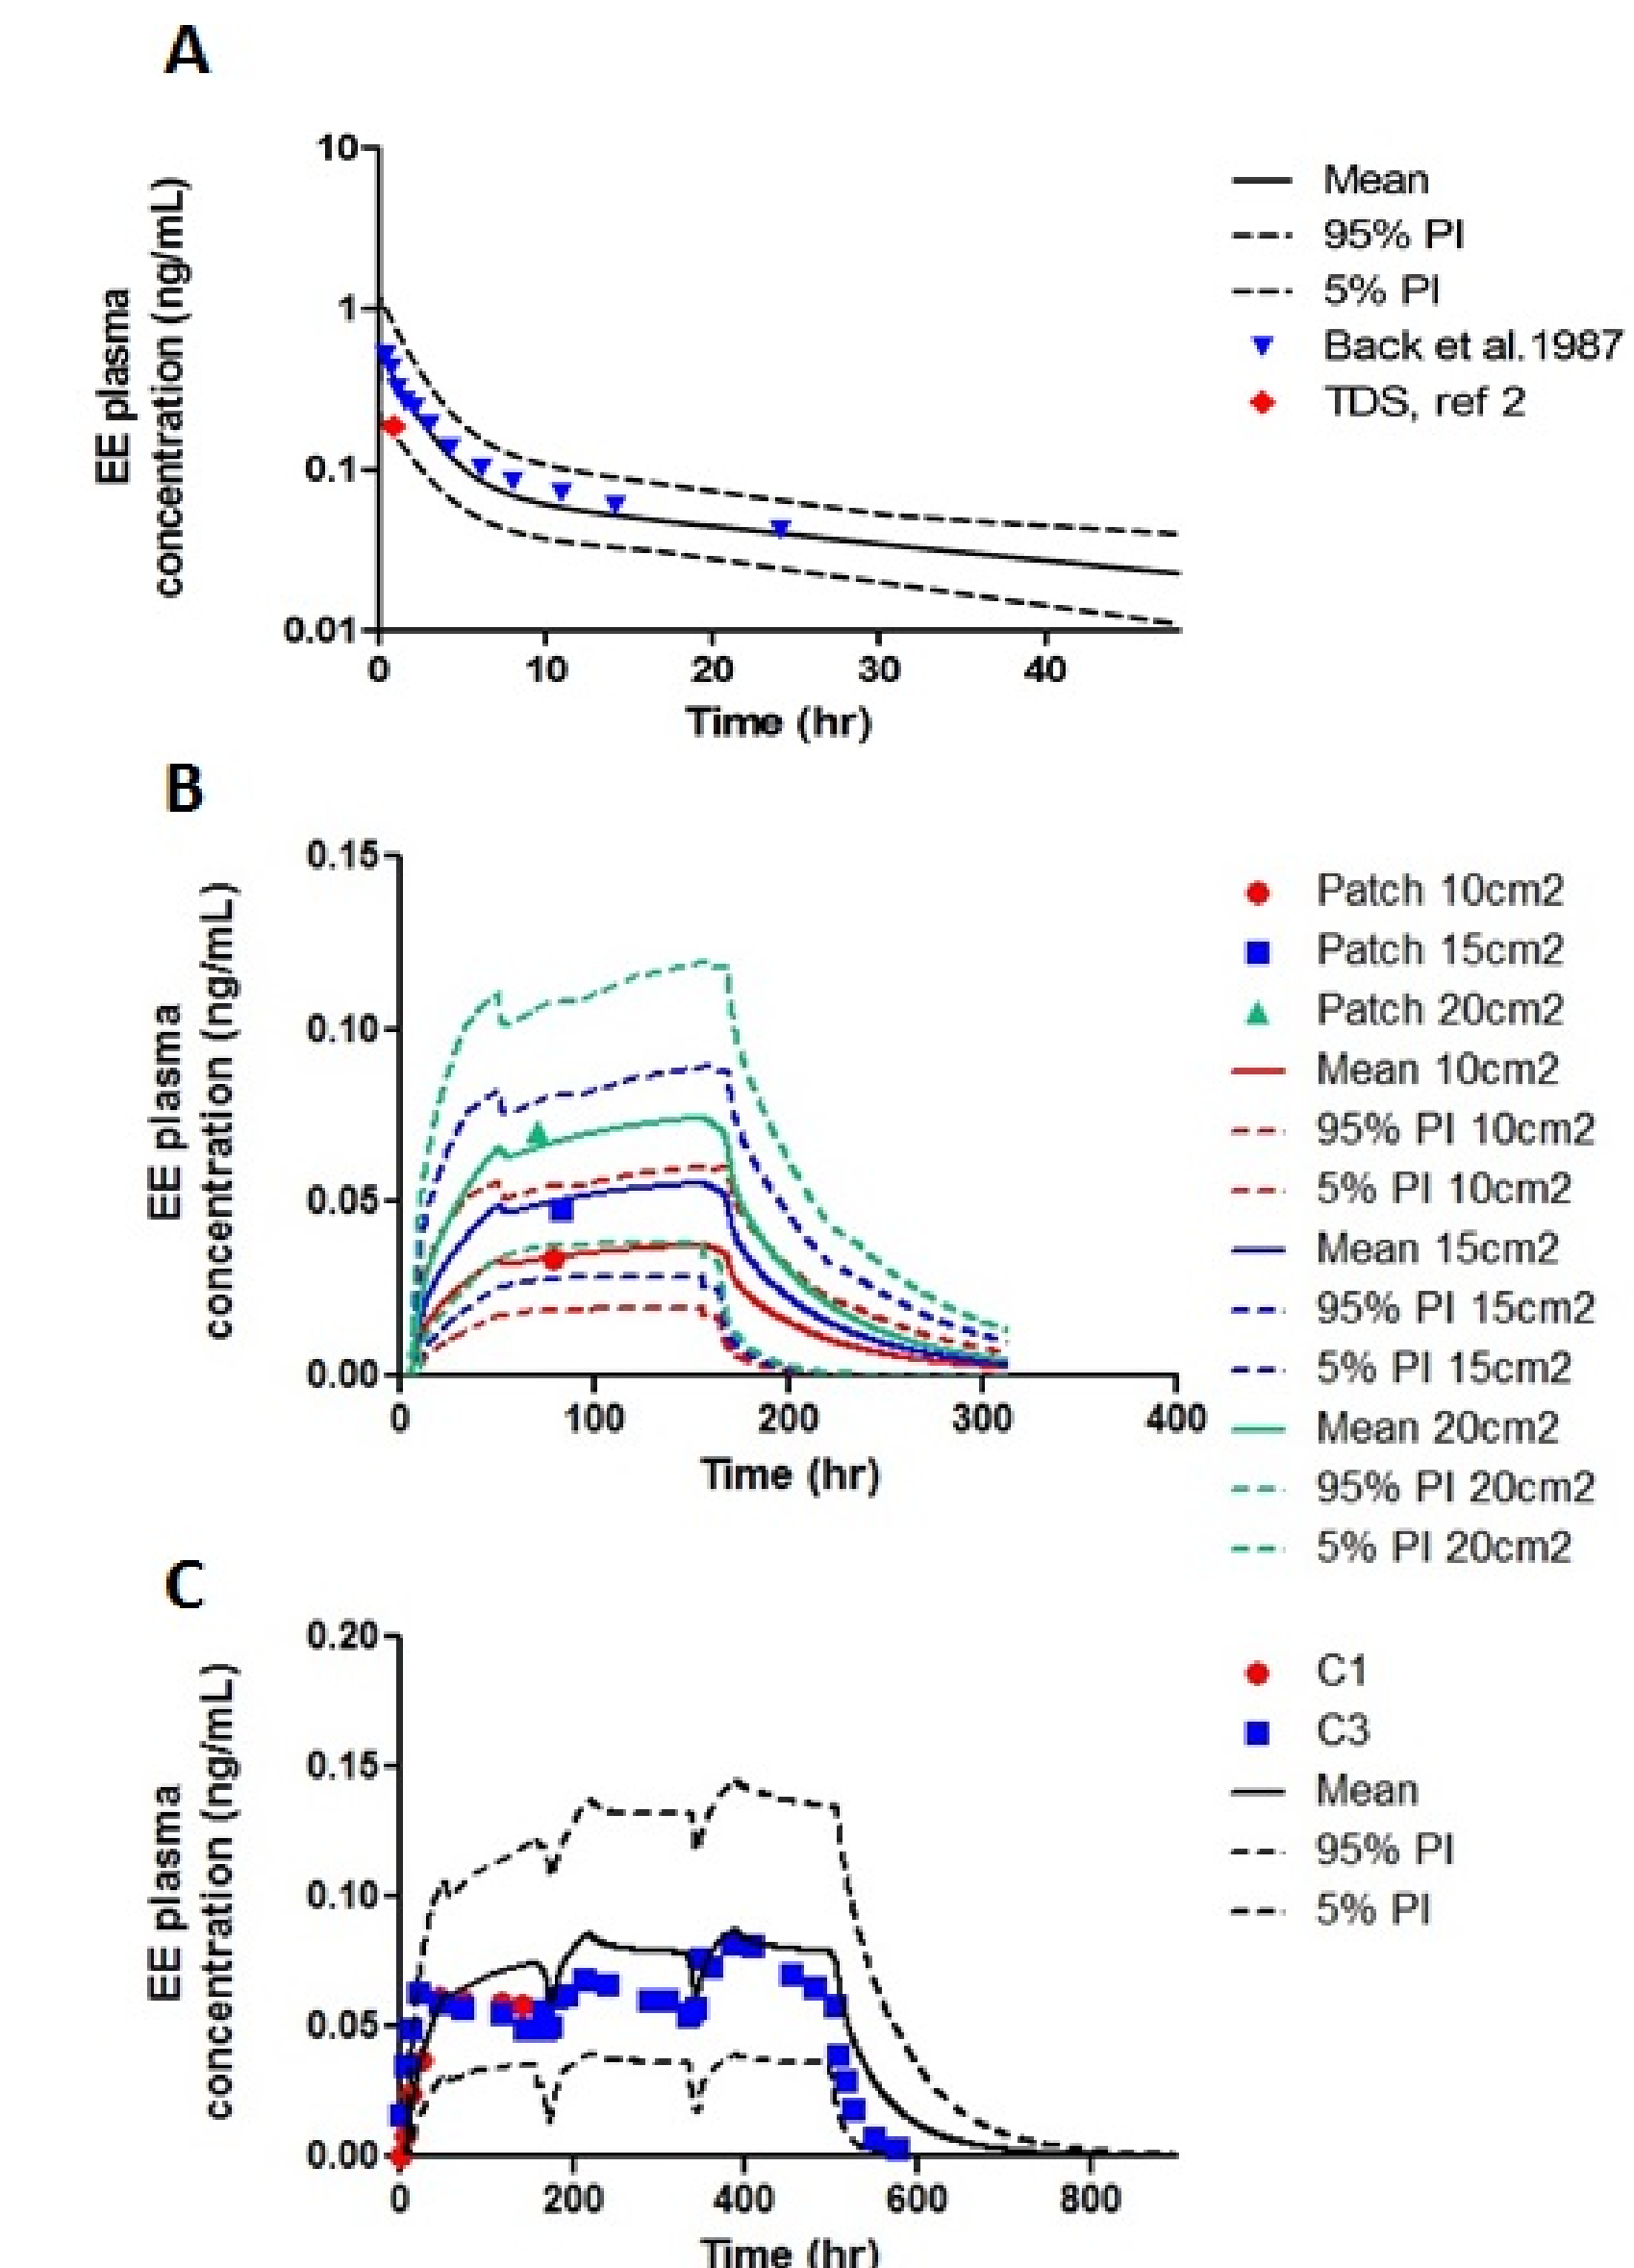 A
EE plasma
concentration (ng/mL)
10
1
0.1
0.01
0 10 20 30 40
Time (hr)
Mean
95% PI
5% PI
Back et al.1987
TDS, ref 2
B
EE plasma
concentration (ng/mL)
0.15
0.10
0.05
0.00
0 100 200 300 400
Time (hr)
Patch 10cm2
Patch 15cm2
Patch 20cm2
Mean 10cm2
95% PI 10cm2
5% PI 10cm2
Mean 15cm2
95% PI 15cm2
5% PI 15cm2
Mean 20cm2
95% PI 20cm2
5% PI 20cm2
C
EE plasma
concentration (ng/mL)
0.20
0.15
0.10
0.05
0.00
0 200 400 600 800
Time (hr)
C1
C3
Mean
95% PI
5% PI